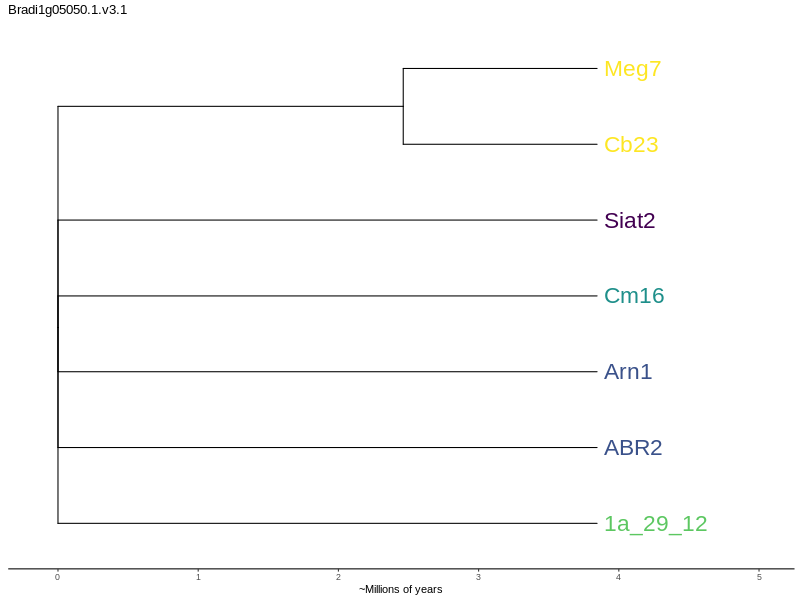 Bradi1g05050.1.v3.1
Meg7
Cb23
Siat2
Cm16
Arn1
ABR2
1a_29_12
0 1 2 3 4 5
~Millions of years